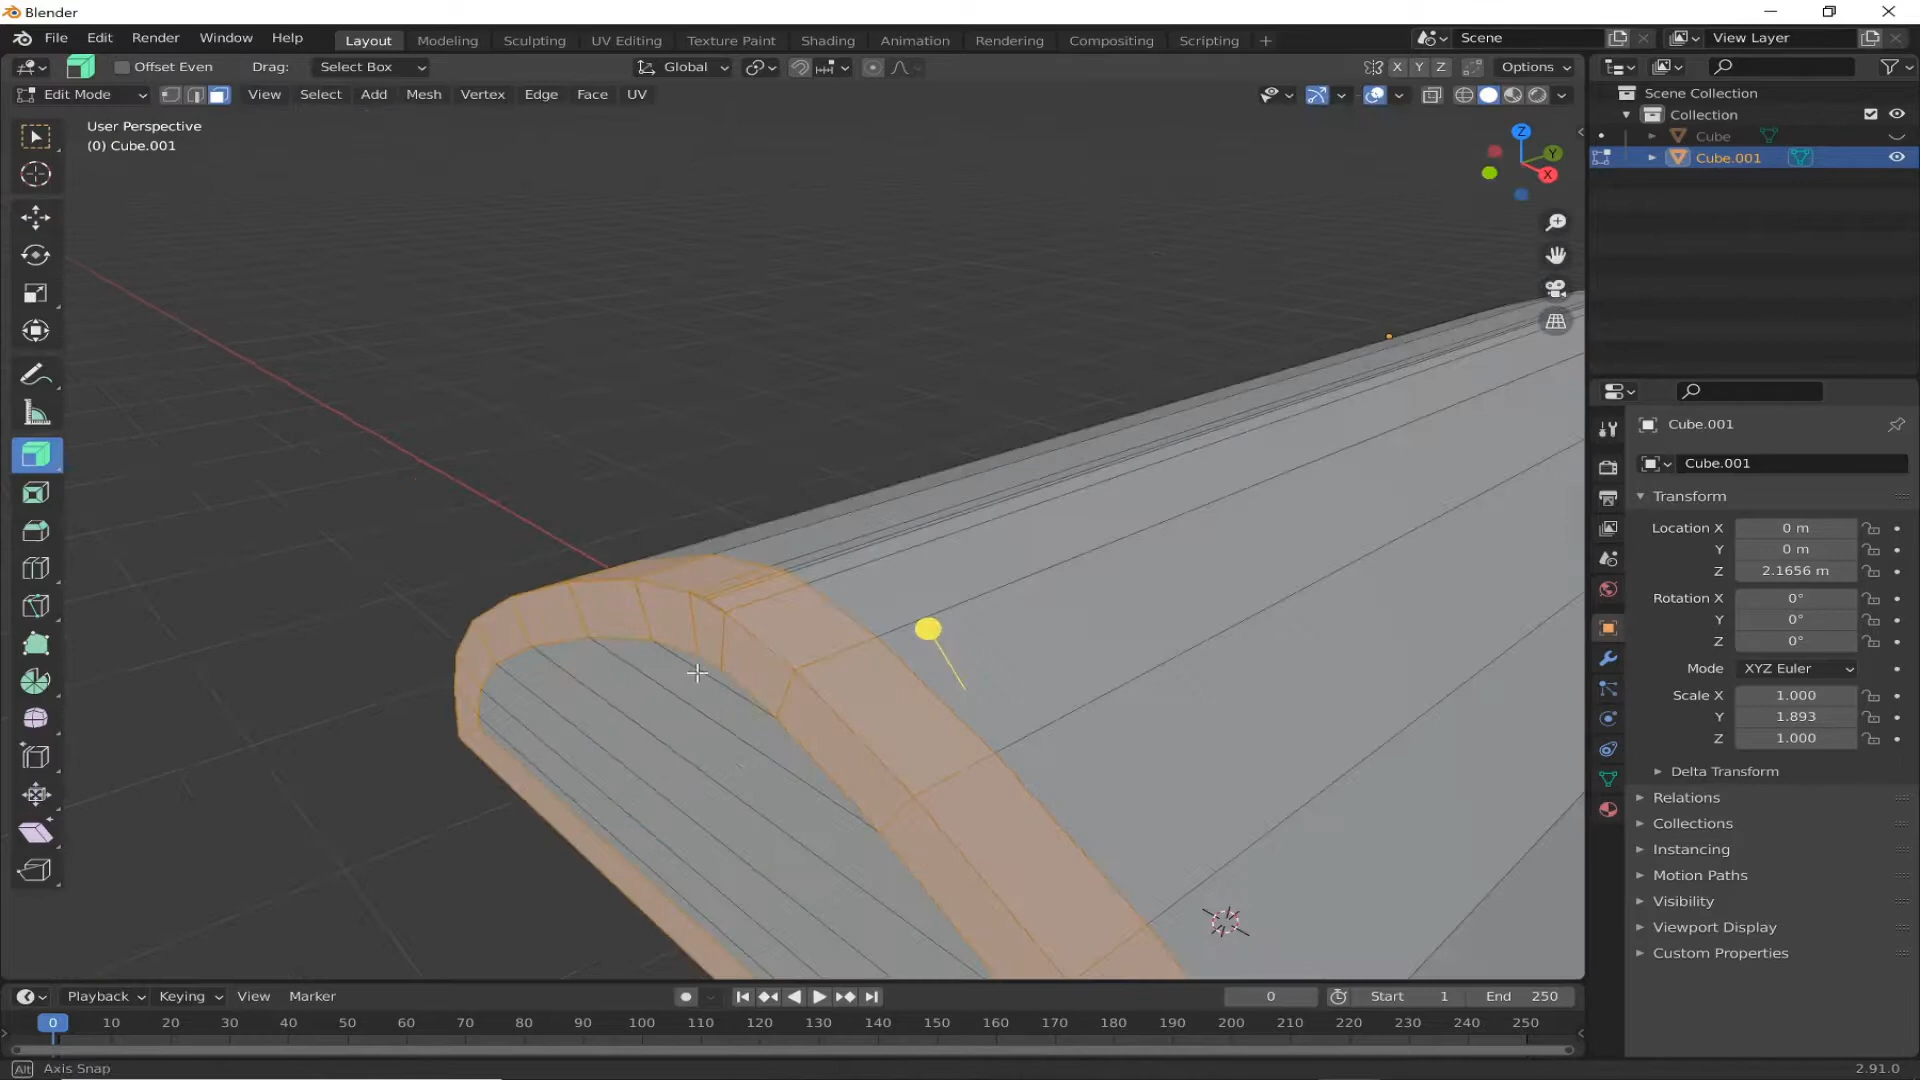 Blender
File Edit Render Window Help
Layout Modeling Sculpting UV Editing Texture Paint Shading Animation Rendering Compositing Scripting +
Scene
View Layer
Offset Even Drag: Select Box
Global
X Y Z Options
Edit Mode View Select Add Mesh Vertex Edge Face UV
User Perspective
(0) Cube.001
Z
Y
X
Scene Collection
Collection
Cube
Cube.001
Cube.001
Cube.001
Transform
Location X 0 m
Y 0 m
Z 2.1656 m
Rotation X 0°
Y 0°
Z 0°
Mode XYZ Euler
Scale X 1.000
Y 1.893
Z 1.000
Delta Transform
Relations
Collections
Instancing
Motion Paths
Visibility
Viewport Display
Custom Properties
Playback Keying View Marker
0 Start 1 End 250
0 10 20 30 40 50 60 70 80 90 100 110 120 130 140 150 160 170 180 190 200 210 220 230 240 250
Alt Axis Snap
2.91.0